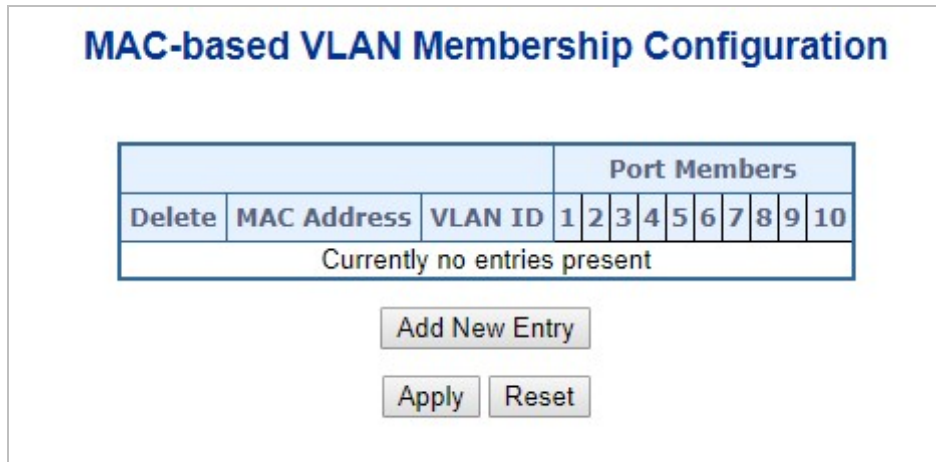 MAC-based VLAN Membership Configuration
Port Members
Delete MAC Address VLAN ID 1 2 3 4 5 6 7 8 9 10
Currently no entries present
Add New Entry
Apply Reset